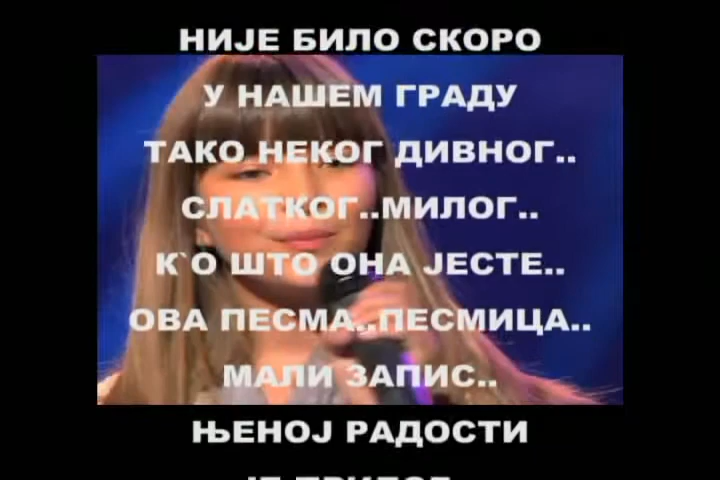 НИЈЕ БИЛО СКОРО
У НАШЕМ ГРАДУ
ТАКО НЕКОГ ДИВНОГ..
СЛАТКОГ..МИЛОГ..
К`О ШТО ОНА ЈЕСТЕ..
ОВА ПЕСМА..ПЕСМИЦА..
МАЛИ ЗАПИС..
ЊЕНОЈ РАДОСТИ